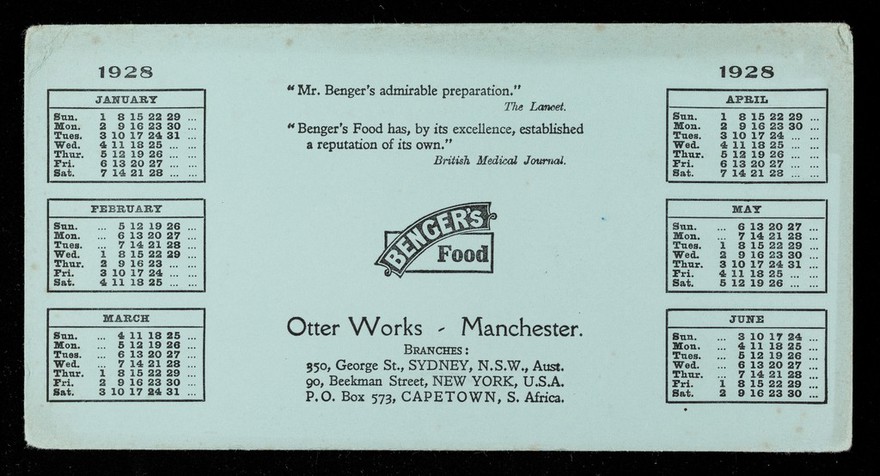 1928
JANUARY
Sun. 1 8 15 22 29 ...
Mon. 2 9 16 23 30 ...
Tues. 3 10 17 24 31 ...
Wed. 4 11 18 25 ... ...
Thur. 5 12 19 26 ... ...
Fri. 6 13 20 27 ... ...
Sat. 7 14 21 28 ... ...
FEBRUARY
Sun. ... 5 12 19 26 ...
Mon. ... 6 13 20 27 ...
Tues. ... 7 14 21 28 ...
Wed. 1 8 15 22 29 ...
Thur. 2 9 16 23 ... ...
Fri. 3 10 17 24 ... ...
Sat. 4 11 18 25 ... ...
MARCH
Sun. ... 4 11 18 25 ...
Mon. ... 5 12 19 26 ...
Tues. ... 6 13 20 27 ...
Wed. ... 7 14 21 28 ...
Thur. 1 8 15 22 29 ...
Fri. 2 9 16 23 30 ...
Sat. 3 10 17 24 31 ...
"Mr. Benger's admirable preparation."
The Lancet.
"Benger's Food has, by its excellence, established
a reputation of its own."
British Medical Journal.
BENGER'S
Food
Otter Works - Manchester.
BRANCHES:
350, George St., SYDNEY, N.S.W., Aust.
90, Beekman Street, NEW YORK, U.S.A.
P.O. Box 573, CAPETOWN, S. Africa.
1928
APRIL
Sun. 1 8 15 22 29 ...
Mon. 2 9 16 23 30 ...
Tues. 3 10 17 24 ... ...
Wed. 4 11 18 25 ... ...
Thur. 5 12 19 26 ... ...
Fri. 6 13 20 27 ... ...
Sat. 7 14 21 28 ... ...
MAY
Sun. ... 6 13 20 27 ...
Mon. ... 7 14 21 28 ...
Tues. 1 8 15 22 29 ...
Wed. 2 9 16 23 30 ...
Thur. 3 10 17 24 31 ...
Fri. 4 11 18 25 ... ...
Sat. 5 12 19 26 ... ...
JUNE
Sun. ... 3 10 17 24 ...
Mon. ... 4 11 18 25 ...
Tues. ... 5 12 19 26 ...
Wed. ... 6 13 20 27 ...
Thur. ... 7 14 21 28 ...
Fri. 1 8 15 22 29 ...
Sat. 2 9 16 23 30 ...